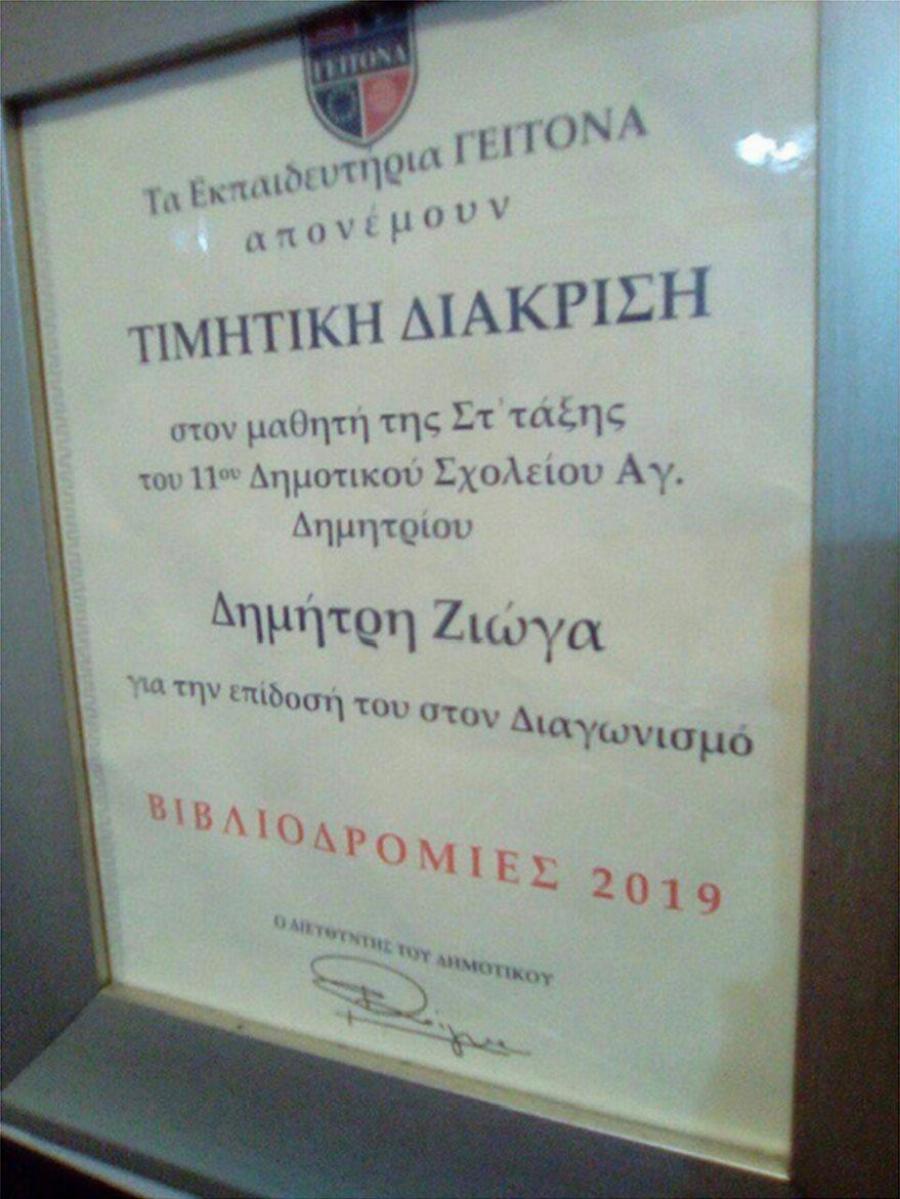 ΓΕΙΤΟΝΑ
Τα Εκπαιδευτήρια ΓΕΙΤΟΝΑ
απονέμουν
ΤΙΜΗΤΙΚΗ ΔΙΑΚΡΙΣΗ
στον μαθητή της Στ΄τάξης
του 11ου Δημοτικού Σχολείου Αγ.
Δημητρίου
Δημήτρη Ζιώγα
για την επίδοσή του στον Διαγωνισμό
ΒΙΒΛΙΟΔΡΟΜΙΕΣ 2019
Ο ΔΙΕΥΘΥΝΤΗΣ ΤΟΥ ΔΗΜΟΤΙΚΟΥ